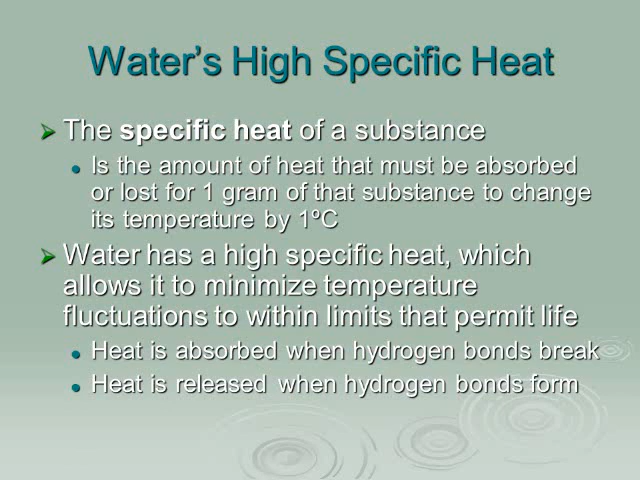 Water's High Specific Heat
The specific heat of a substance
Is the amount of heat that must be absorbed
or lost for 1 gram of that substance to change
its temperature by 1ºC
Water has a high specific heat, which
allows it to minimize temperature
fluctuations to within limits that permit life
Heat is absorbed when hydrogen bonds break
Heat is released when hydrogen bonds form